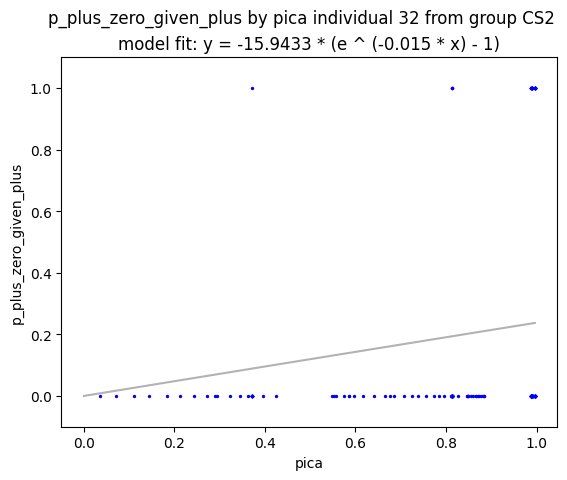 p_plus_zero_given_plus by pica individual 32 from group CS2
model fit: y = -15.9433 * (e ^ (-0.015 * x) - 1)
1.0
0.8
0.6
0.4
0.2
0.0
p_plus_zero_given_plus
0.0 0.2 0.4 0.6 0.8 1.0
pica